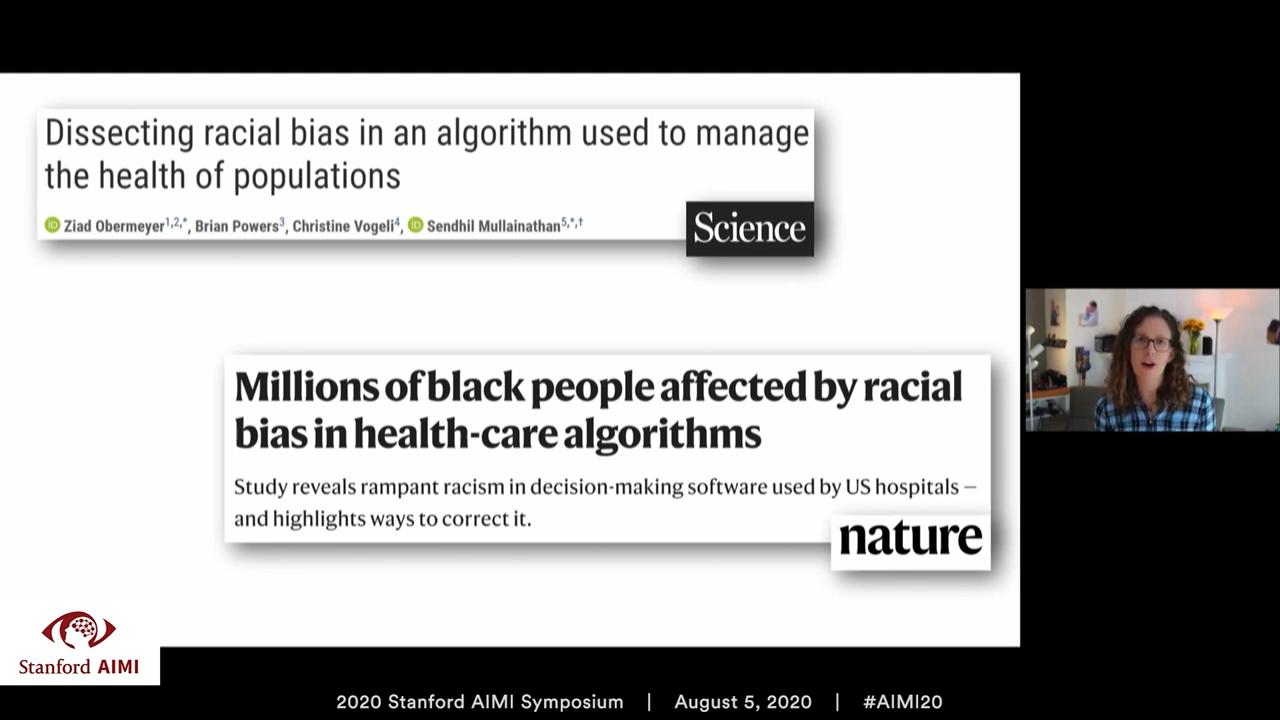 Dissecting racial bias in an algorithm used to manage
the health of populations
iD Ziad Obermeyer1,2,*, Brian Powers3, Christine Vogeli4, iD Sendhil Mullainathan5,*,†
Science
Millions of black people affected by racial
bias in health-care algorithms
Study reveals rampant racism in decision-making software used by US hospitals —
and highlights ways to correct it.
nature
Stanford AIMI
2020 Stanford AIMI Symposium | August 5, 2020 | #AIMI20